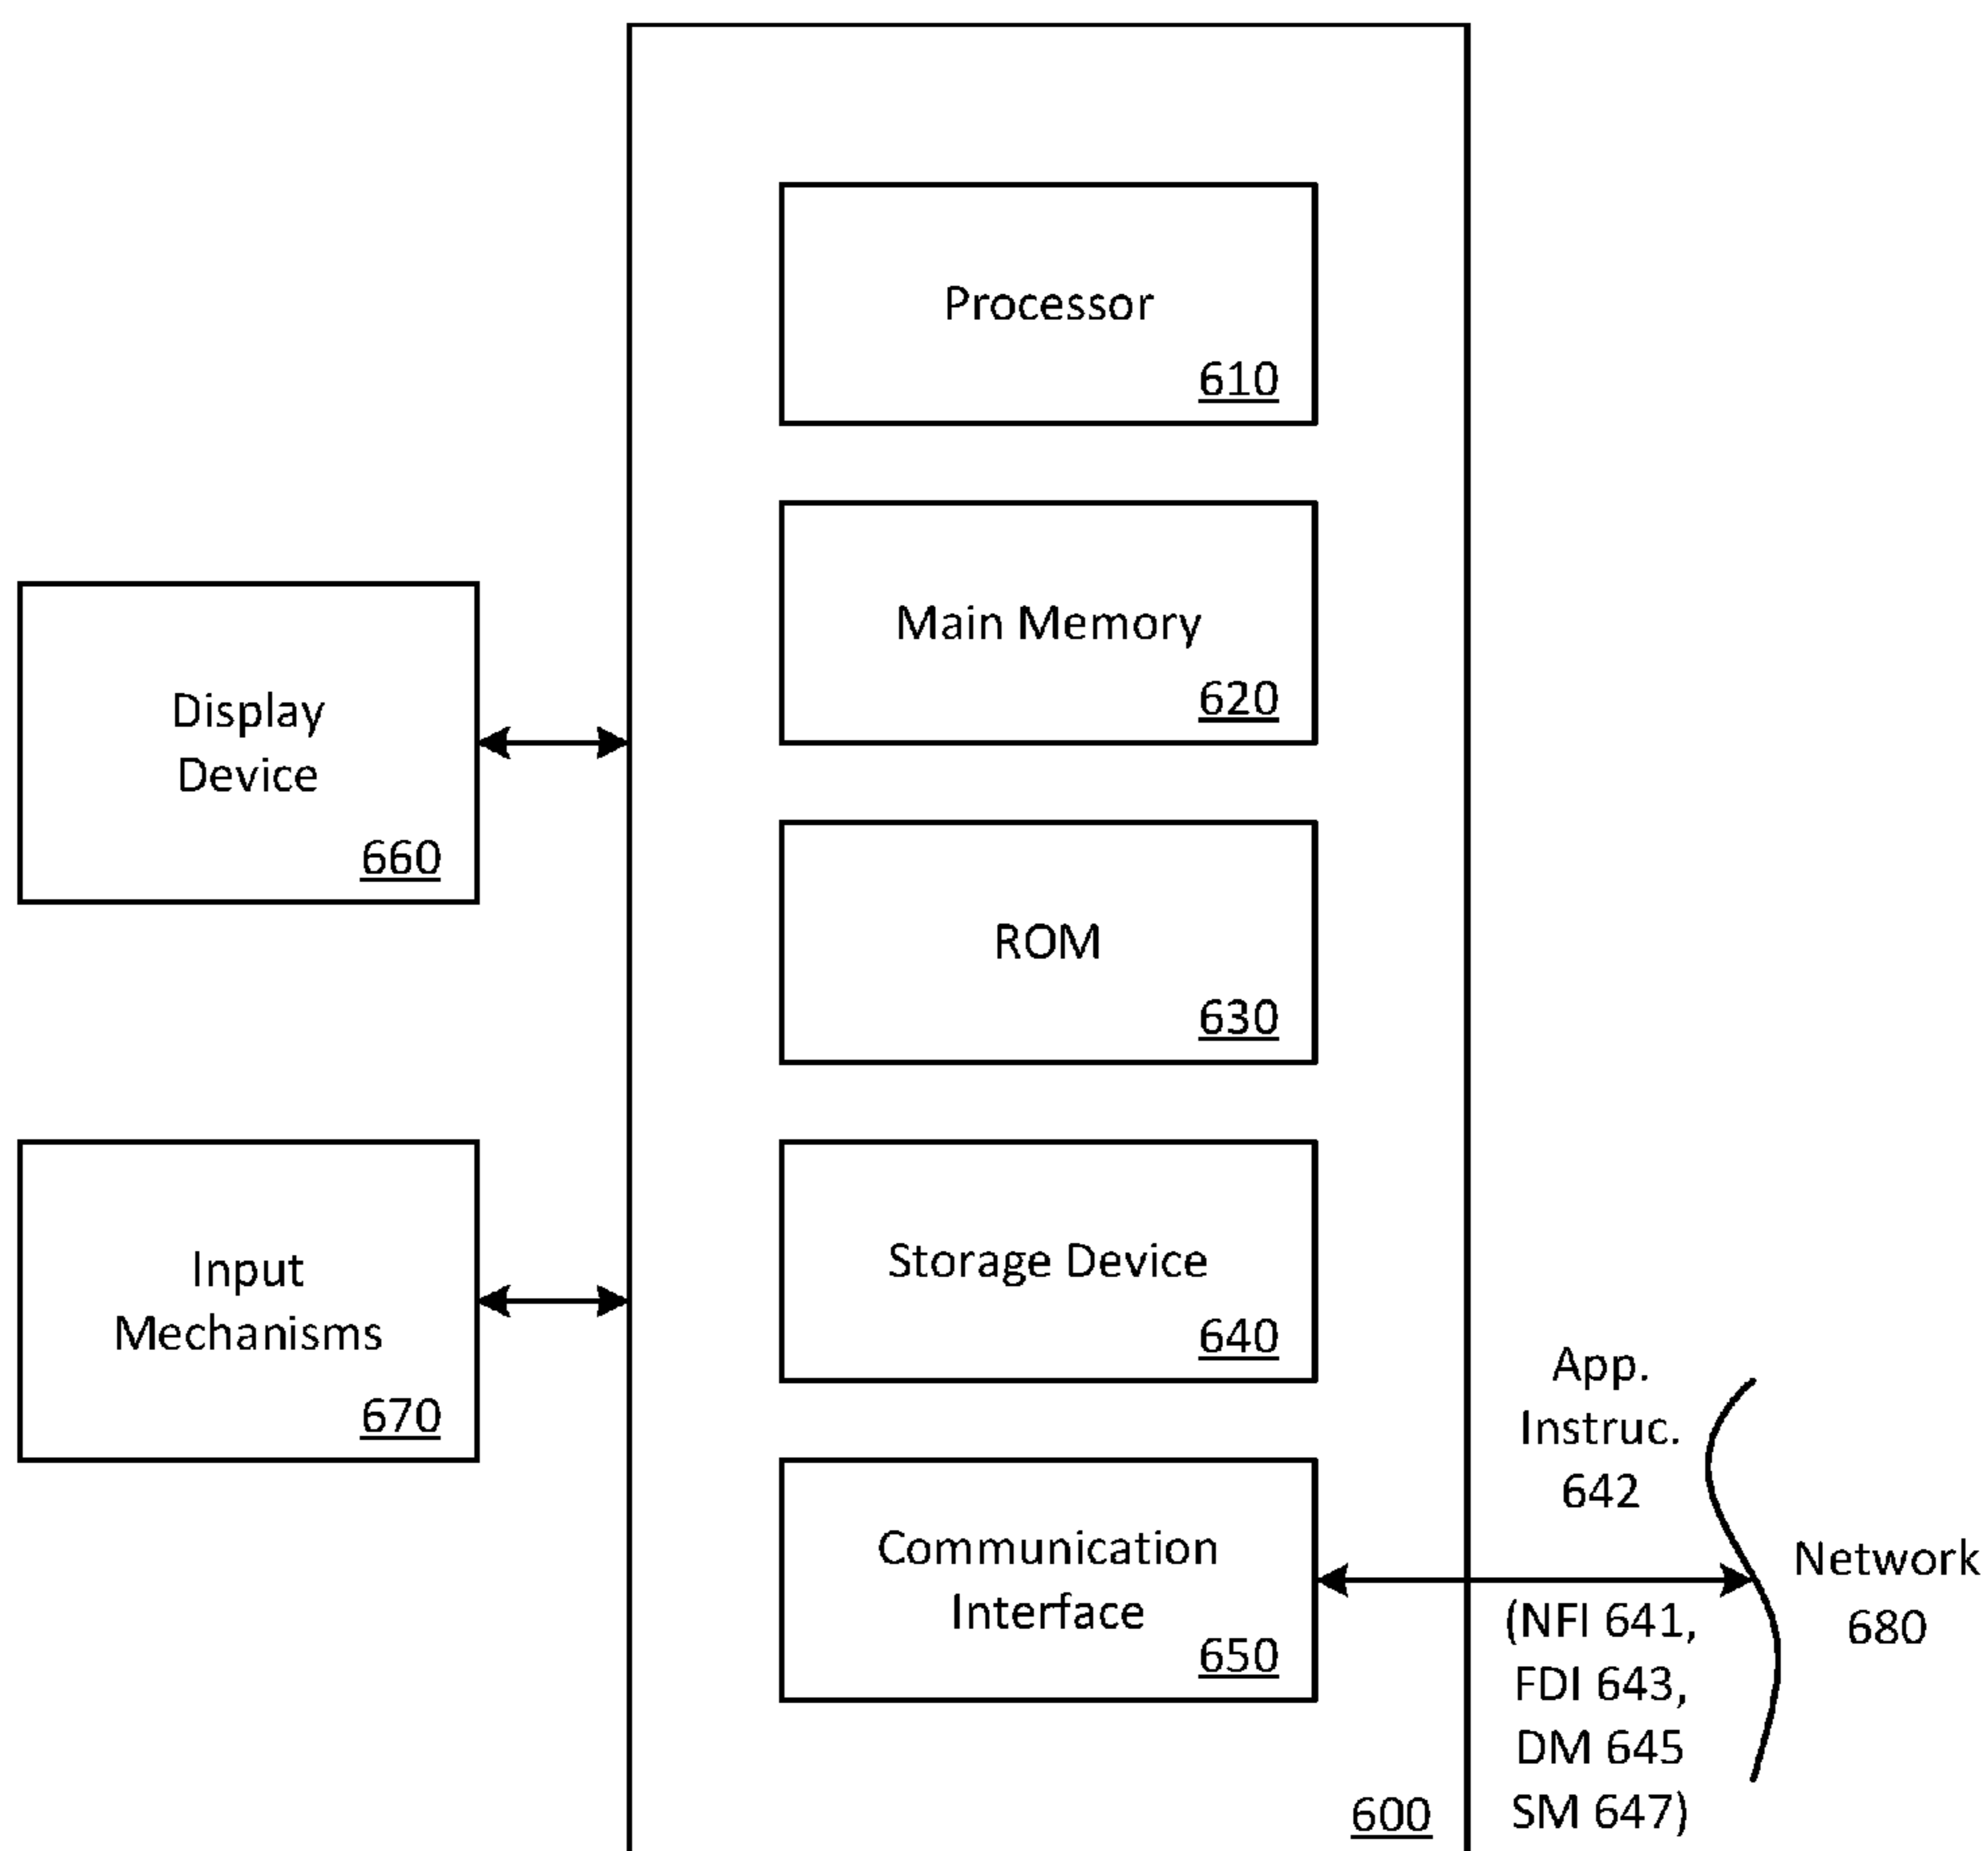 Processor
610
Main Memory
620
Display
Device
660
ROM
630
Input
Mechanisms
670
Storage Device
640
Communication
Interface
650
App.
Instruc.
642
(NFI 641,
FDI 643,
DM 645
SM 647)
Network
680
600